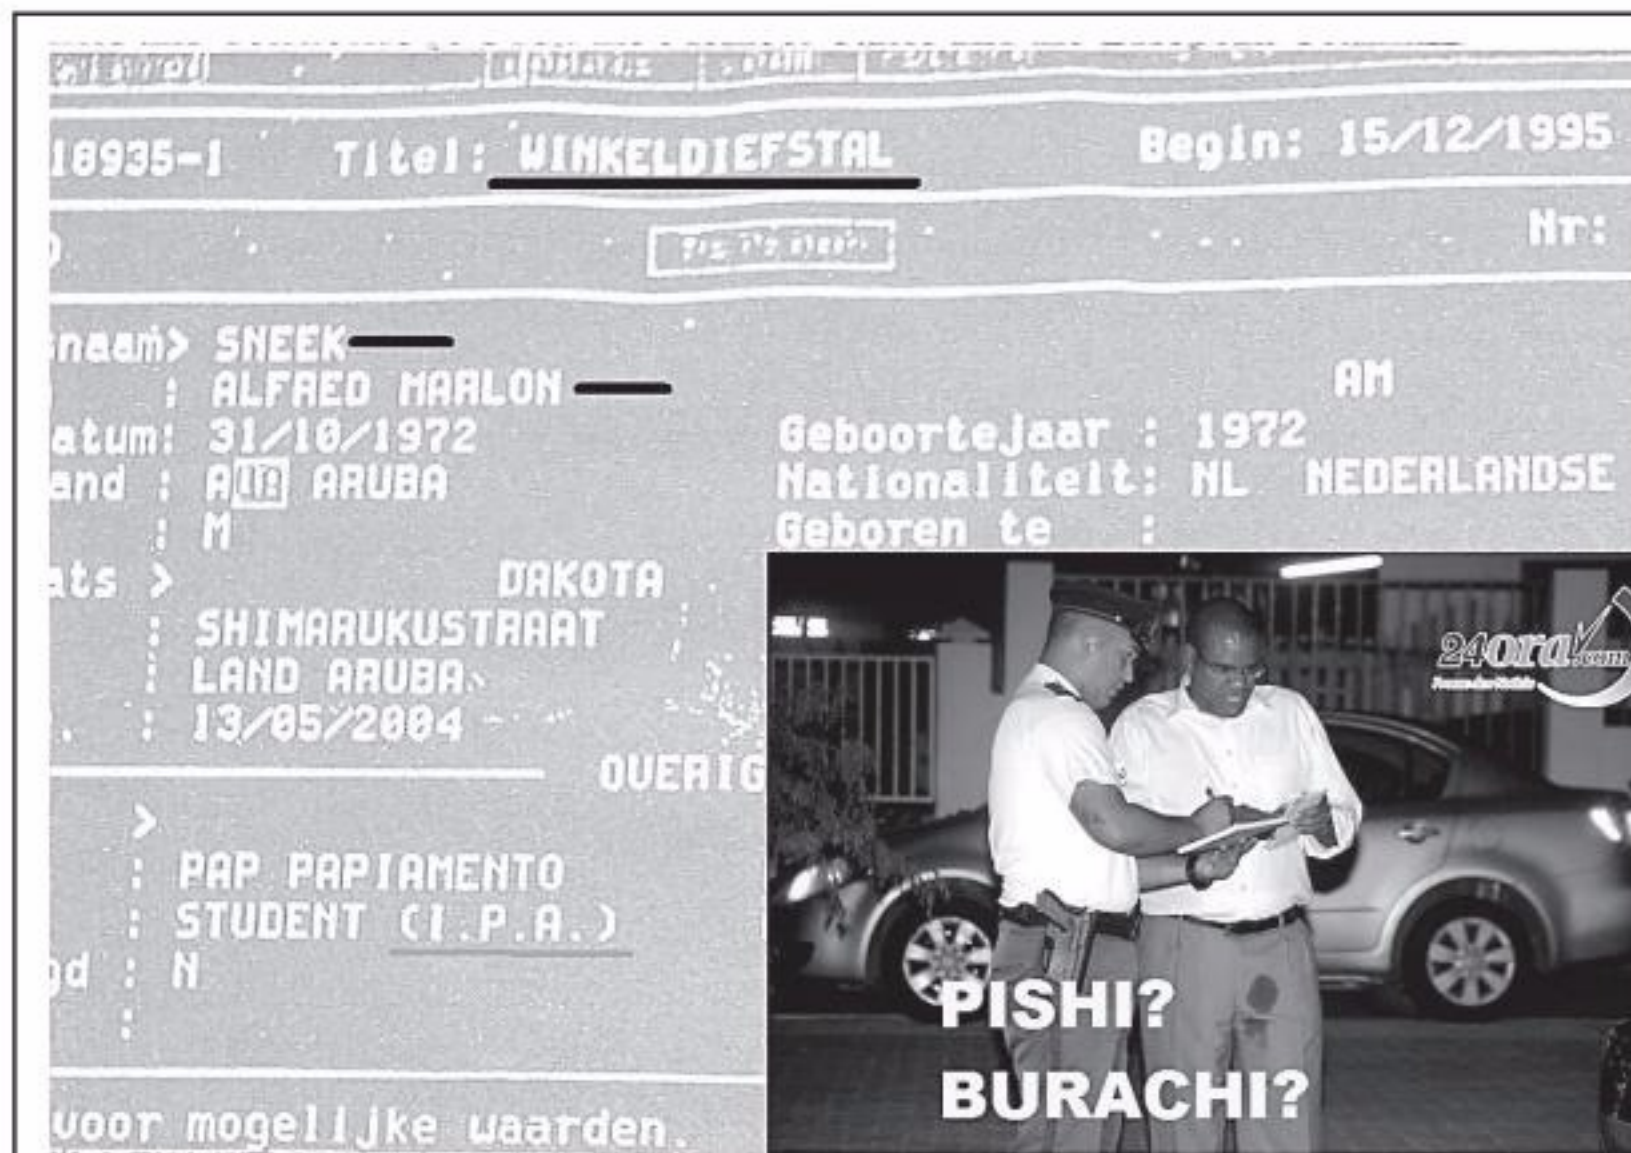 18935-1 Titel: WINKELDIEFSTAL Begin: 15/12/1995
Nr:
snaam> SNEEK
: ALFRED MARLON AM
atum: 31/10/1972 Geboortejaar : 1972
and : A ARUBA Nationaliteit: NL NEDERLANDSE
: M Geboren te :
ats > DAKOTA
: SHIMARUKUSTRAAT
: LAND ARUBA
. : 13/05/2004
OVERIG
>
: PAP PAPIAMENTO
: STUDENT (I.P.A.)
gd : N
:
voor mogelijke waarden.
24ora.com
PISHI?
BURACHI?